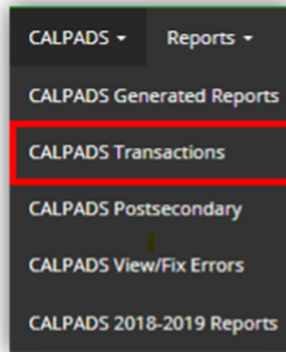 CALPADS Reports
CALPADS Generated Reports
CALPADS Transactions
CALPADS Postsecondary
CALPADS View/Fix Errors
CALPADS 2018-2019 Reports